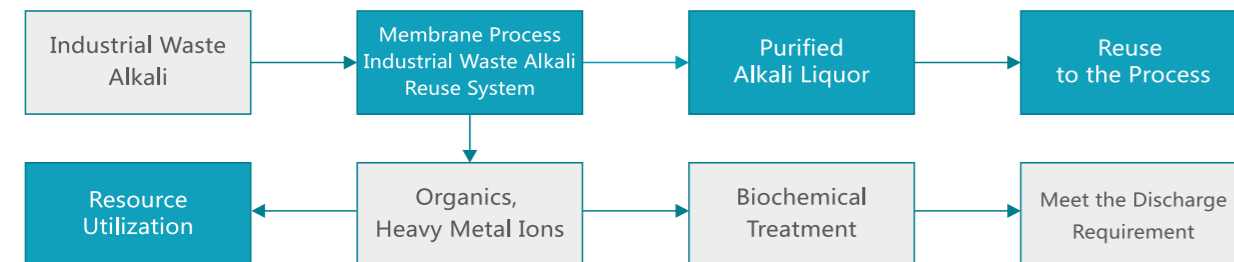 Industrial Waste
Alkali
Membrane Process
Industrial Waste Alkali
Reuse System
Purified
Alkali Liquor
Reuse
to the Process
Resource
Utilization
Organics,
Heavy Metal Ions
Biochemical
Treatment
Meet the Discharge
Requirement